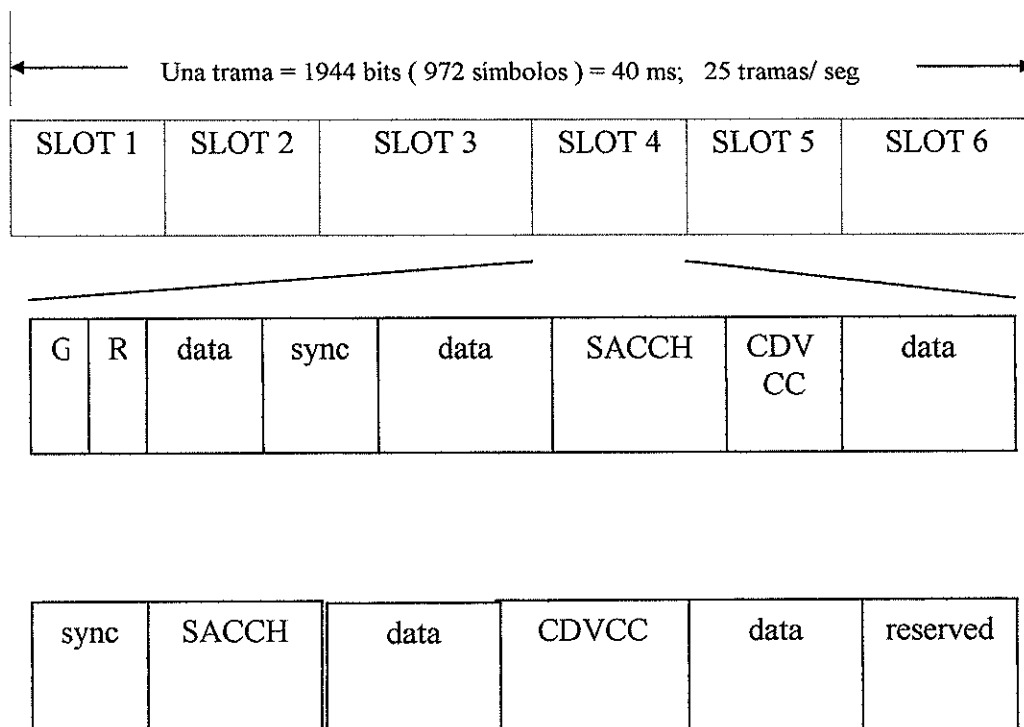 Una trama = 1944 bits ( 972 símbolos ) = 40 ms; 25 tramas/ seg
SLOT 1 SLOT 2 SLOT 3 SLOT 4 SLOT 5 SLOT 6
G R data sync data SACCH CDV CC data
sync SACCH data CDVCC data reserved